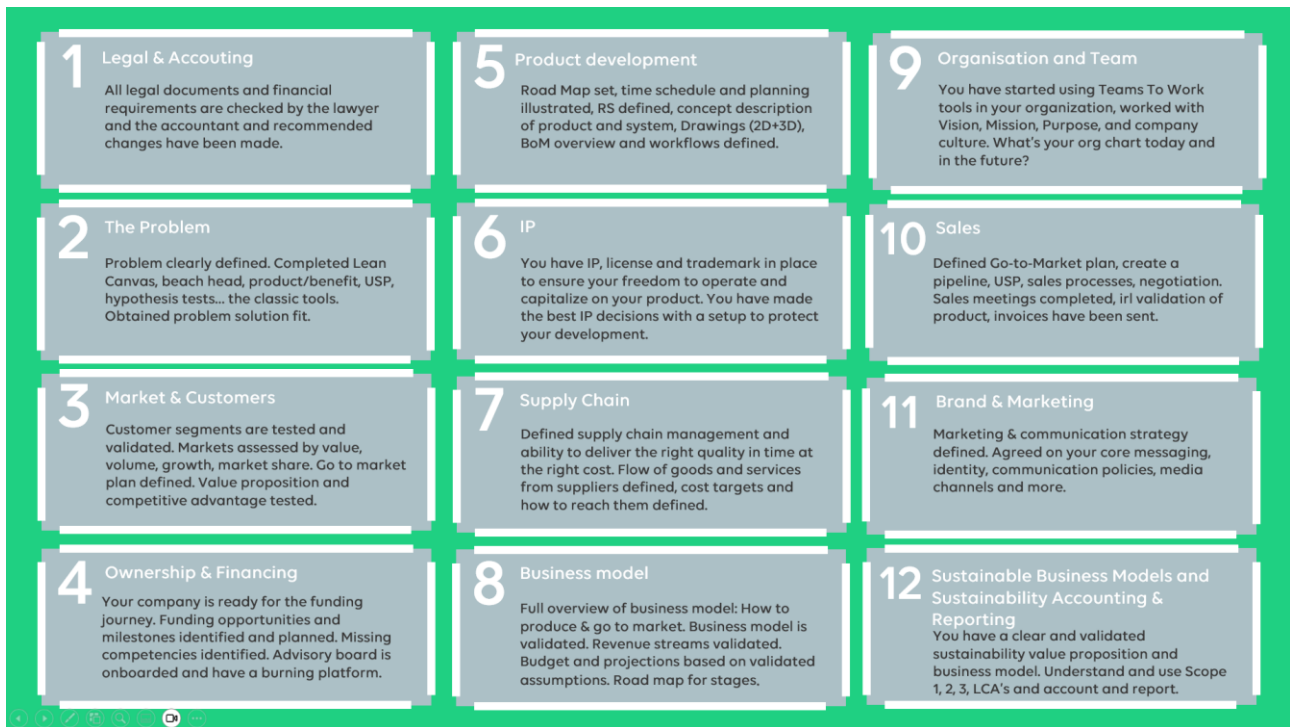 1
Legal & Accouting
All legal documents and financial
requirements are checked by the lawyer
and the accountant and recommended
changes have been made.
2
The Problem
Problem clearly defined. Completed Lean
Canvas, beach head, product/benefit, USP,
hypothesis tests... the classic tools.
Obtained problem solution fit.
3
Market & Customers
Customer segments are tested and
validated. Markets assessed by value,
volume, growth, market share. Go to market
plan defined. Value proposition and
competitive advantage tested.
4
Ownership & Financing
Your company is ready for the funding
journey. Funding opportunities and
milestones identified and planned. Missing
competencies identified. Advisory board is
onboarded and have a burning platform.
5
Product development
Road Map set, time schedule and planning
illustrated, RS defined, concept description
of product and system, Drawings (2D+3D),
BoM overview and workflows defined.
6
IP
You have IP, license and trademark in place
to ensure your freedom to operate and
capitalize on your product. You have made
the best IP decisions with a setup to protect
your development.
7
Supply Chain
Defined supply chain management and
ability to deliver the right quality in time at
the right cost. Flow of goods and services
from suppliers defined, cost targets and
how to reach them defined.
8
Business model
Full overview of business model: How to
produce & go to market. Business model is
validated. Revenue streams validated.
Budget and projections based on validated
assumptions. Road map for stages.
9
Organisation and Team
You have started using Teams To Work
tools in your organization, worked with
Vision, Mission, Purpose, and company
culture. What's your org chart today and
in the future?
10
Sales
Defined Go-to-Market plan, create a
pipeline, USP, sales processes, negotiation.
Sales meetings completed, irl validation of
product, invoices have been sent.
11
Brand & Marketing
Marketing & communication strategy
defined. Agreed on your core messaging,
identity, communication policies, media
channels and more.
12
Sustainable Business Models and
Sustainability Accounting &
Reporting
You have a clear and validated
sustainability value proposition and
business model. Understand and use Scope
1, 2, 3, LCA's and account and report.